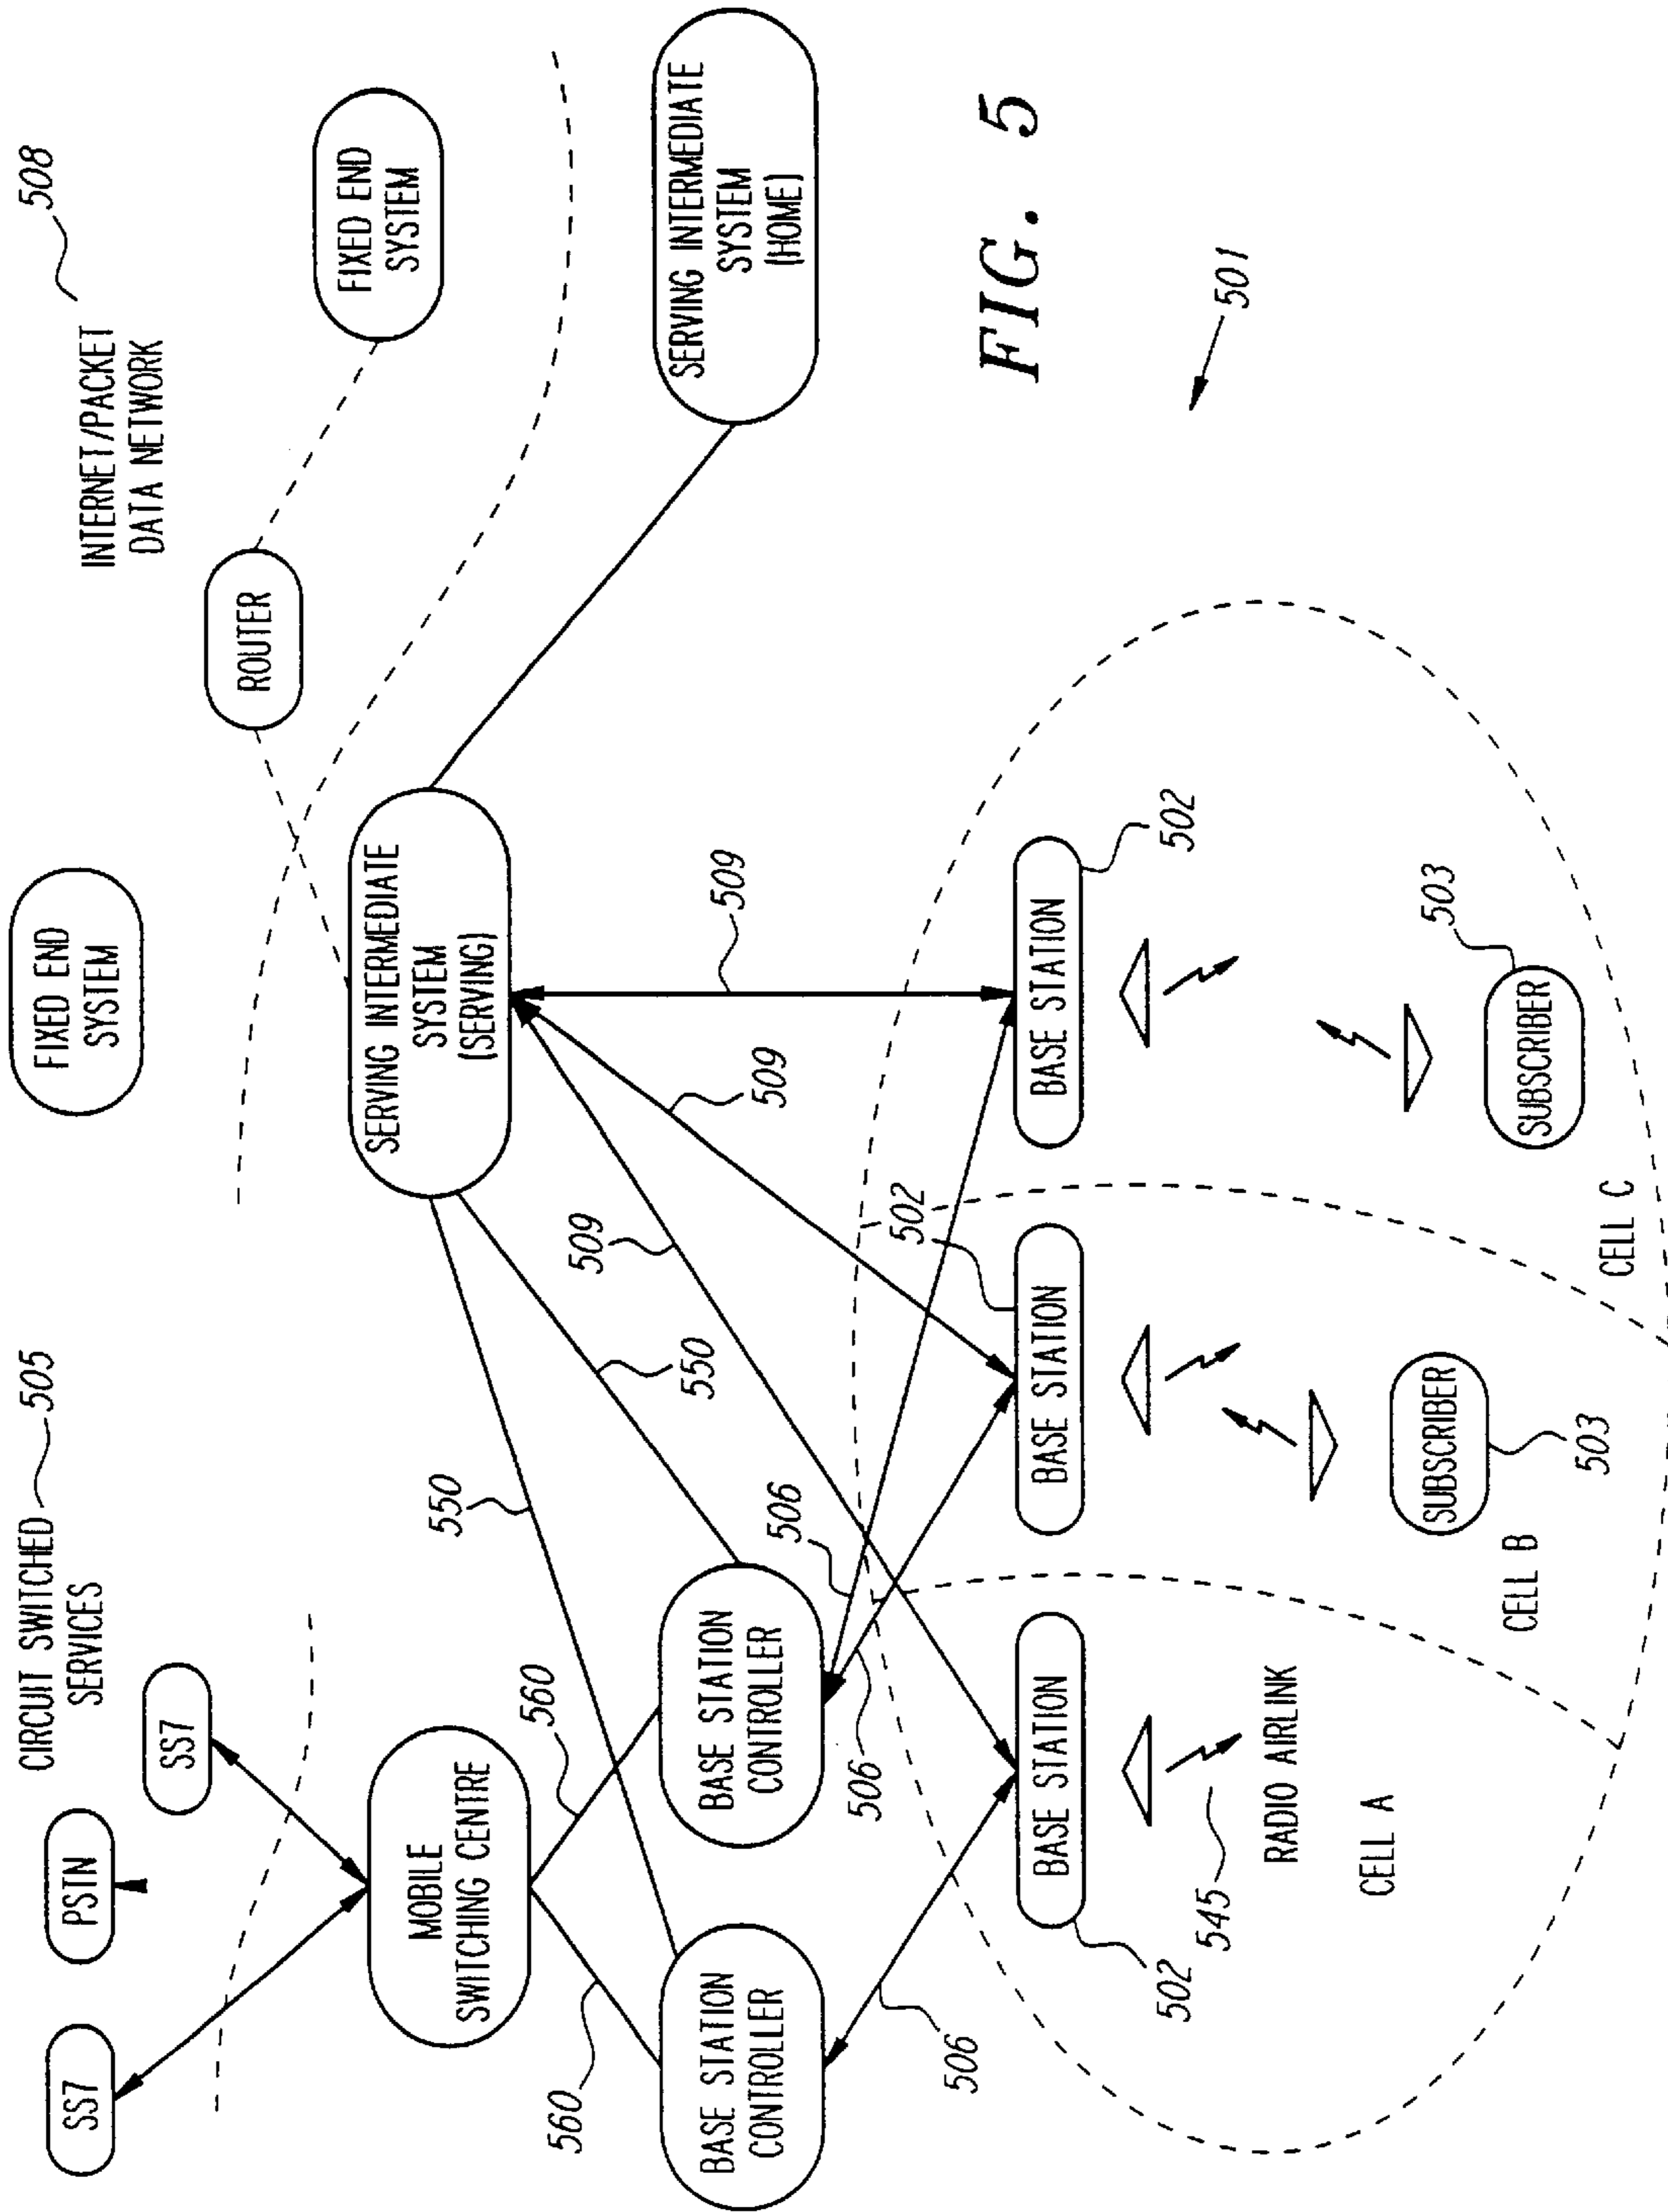 CIRCUIT SWITCHED
SERVICES
505
SS7
PSTN
SS7
FIXED END
SYSTEM
INTERNET/PACKET
DATA NETWORK
508
ROUTER
FIXED END
SYSTEM
MOBILE
SWITCHING CENTRE
SERVING INTERMEDIATE
SYSTEM
(SERVING)
SERVING INTERMEDIATE
SYSTEM
(HOME)
560
560
550
550
509
509
509
BASE STATION
CONTROLLER
BASE STATION
CONTROLLER
506
506
506
502
BASE STATION
502
BASE STATION
BASE STATION
502
545
RADIO AIRLINK
CELL A
SUBSCRIBER
503
CELL B
SUBSCRIBER
503
CELL C
FIG. 5
501